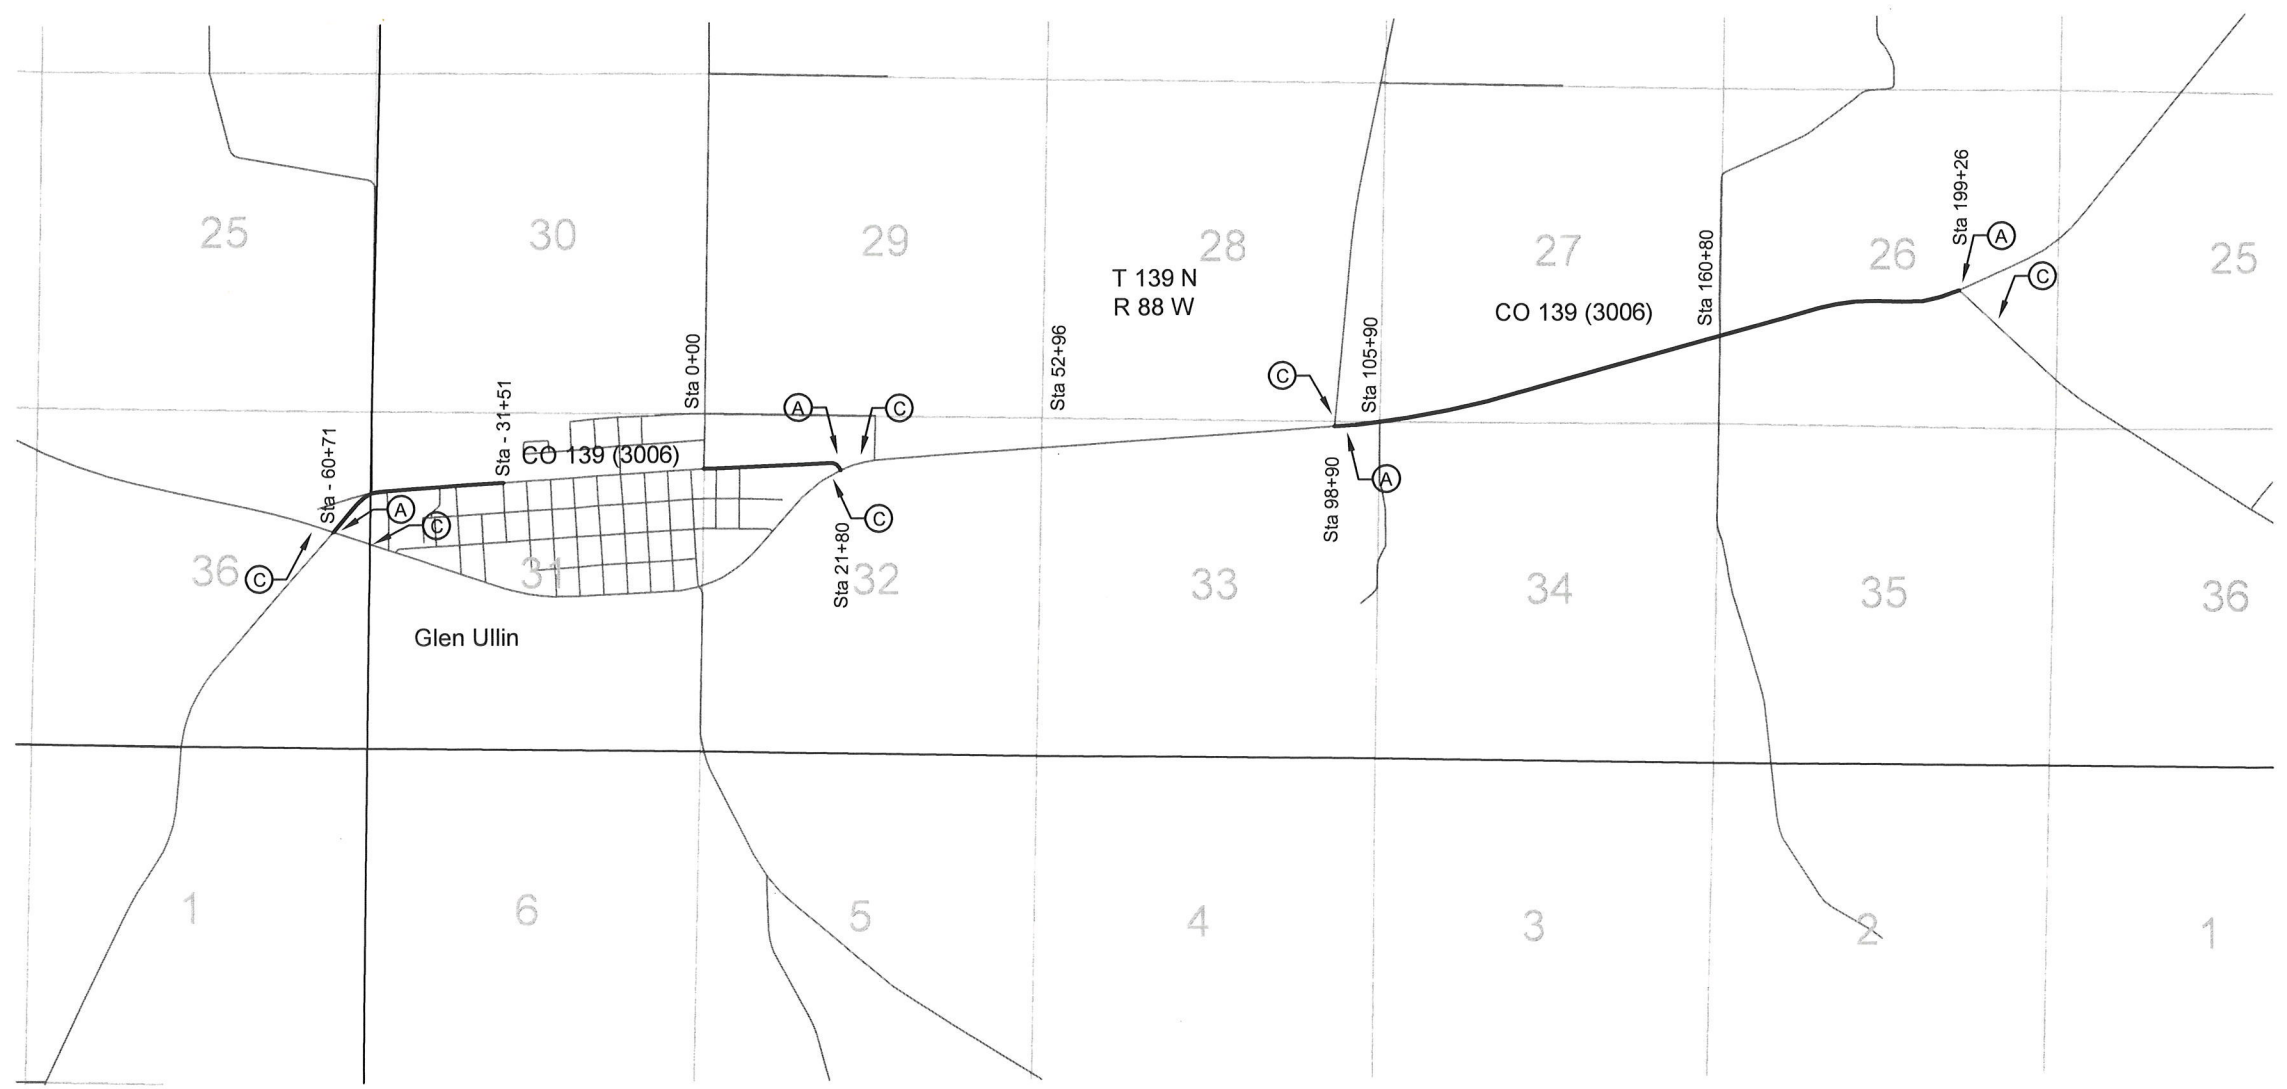 25
30
29
28
27
26
25
T 139 N
R 88 W
CO 139 (3006)
Sta 199+26
A
C
Sta 160+80
Sta 105+90
Sta 52+96
Sta 0+00
Sta - 31+51
Sta - 60+71
CO 139 (3006)
A
C
C
A
Sta 98+90
A
C
C
Sta 21+80
C
36
31
32
33
34
35
36
Glen Ullin
1
6
5
4
3
2
1